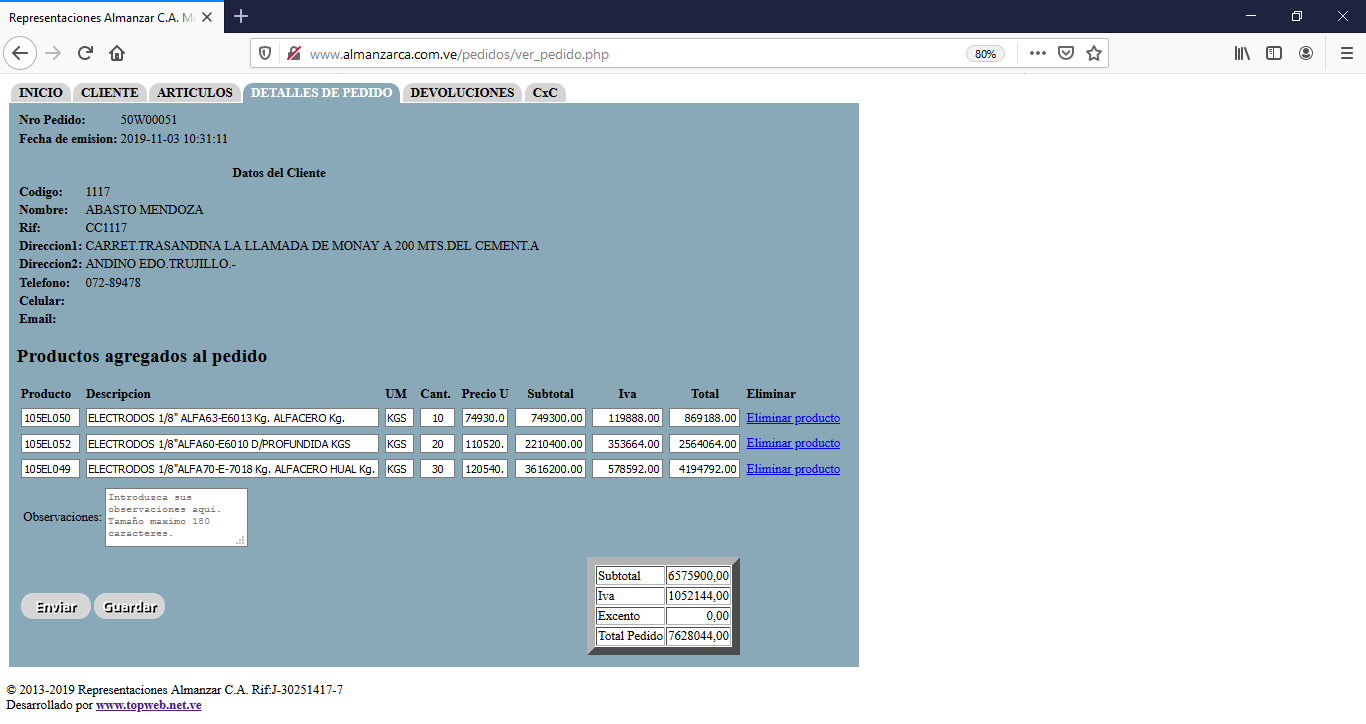 Representaciones Almanzar C.A. M
www.almanzarca.com.ve/pedidos/ver_pedido.php 80%
INICIO CLIENTE ARTICULOS DETALLES DE PEDIDO DEVOLUCIONES CxC
Nro Pedido: 50W00051
Fecha de emision: 2019-11-03 10:31:11
Datos del Cliente
Codigo: 1117
Nombre: ABASTO MENDOZA
Rif: CC1117
Direccion1: CARRET.TRASANDINA LA LLAMADA DE MONAY A 200 MTS.DEL CEMENT.A
Direccion2: ANDINO EDO.TRUJILLO.-
Telefono: 072-89478
Celular:
Email:
Productos agregados al pedido
Producto Descripcion UM Cant. Precio U Subtotal Iva Total Eliminar
105EL050 ELECTRODOS 1/8" ALFA63-E6013 Kg. ALFACERO Kg. KGS 10 74930.0 749300.00 119888.00 869188.00 Eliminar producto
105EL052 ELECTRODOS 1/8"ALFA60-E6010 D/PROFUNDIDA KGS KGS 20 110520. 2210400.00 353664.00 2564064.00 Eliminar producto
105EL049 ELECTRODOS 1/8"ALFA70-E-7018 Kg. ALFACERO HUAL Kg. KGS 30 120540. 3616200.00 578592.00 4194792.00 Eliminar producto
Observaciones:
Introduzca sus
observaciones aqui.
Tamaño maximo 180
caracteres.
Subtotal 6575900,00
Iva 1052144,00
Excento 0,00
Total Pedido 7628044,00
Enviar Guardar
© 2013-2019 Representaciones Almanzar C.A. Rif:J-30251417-7
Desarrollado por www.topweb.net.ve